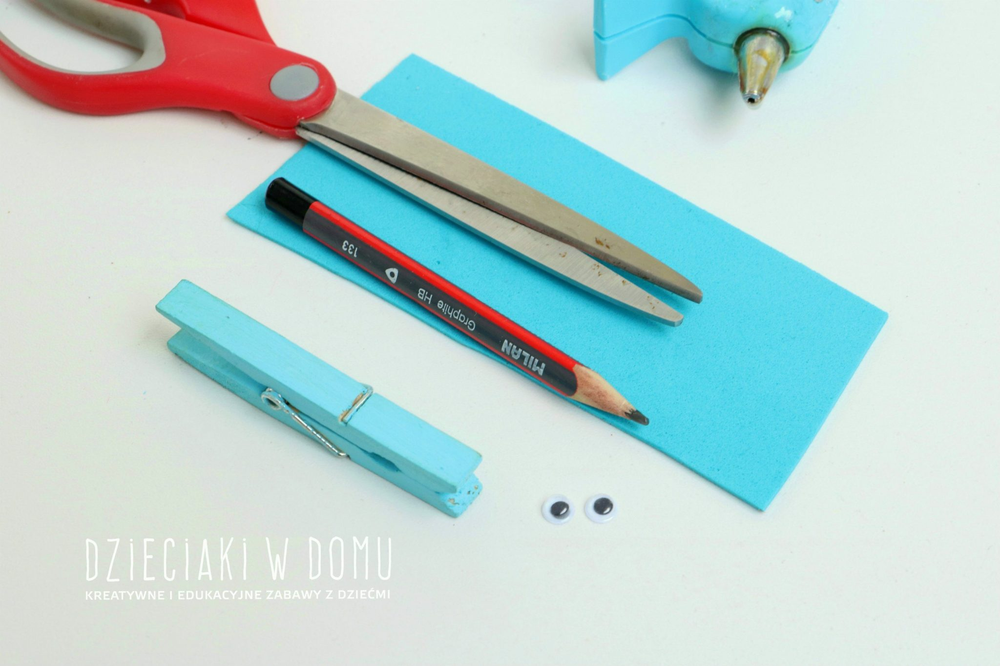 133 Graphite HB MILAN
DZIECIAKI W DOMU
KREATYWNE I EDUKACYJNE ZABAWY Z DZIEĆMI